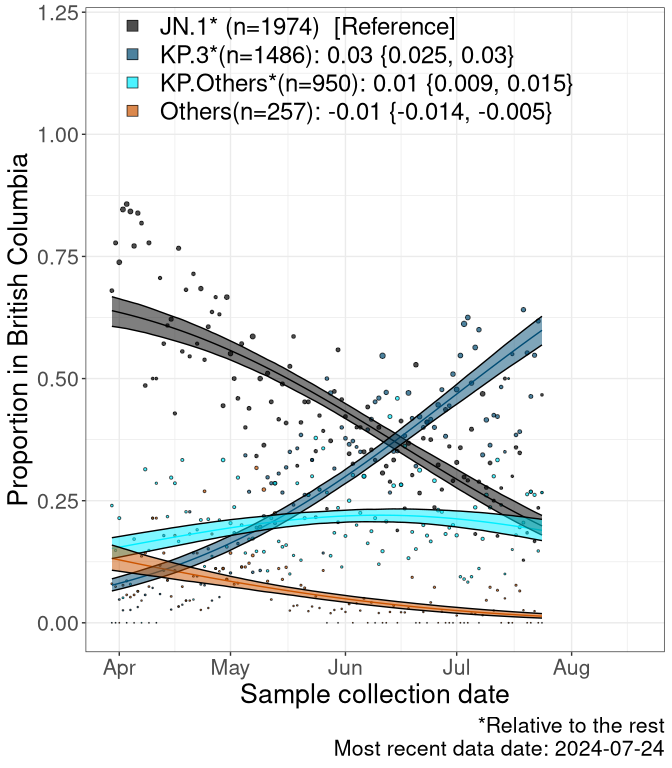 JN.1* (n=1974)  [Reference]
KP.3*(n=1486): 0.03 {0.025, 0.03}
KP.Others*(n=950): 0.01 {0.009, 0.015}
Others(n=257): -0.01 {-0.014, -0.005}
Proportion in British Columbia
1.25
1.00
0.75
0.50
0.25
0.00
Apr May Jun Jul Aug
Sample collection date
*Relative to the rest
Most recent data date: 2024-07-24